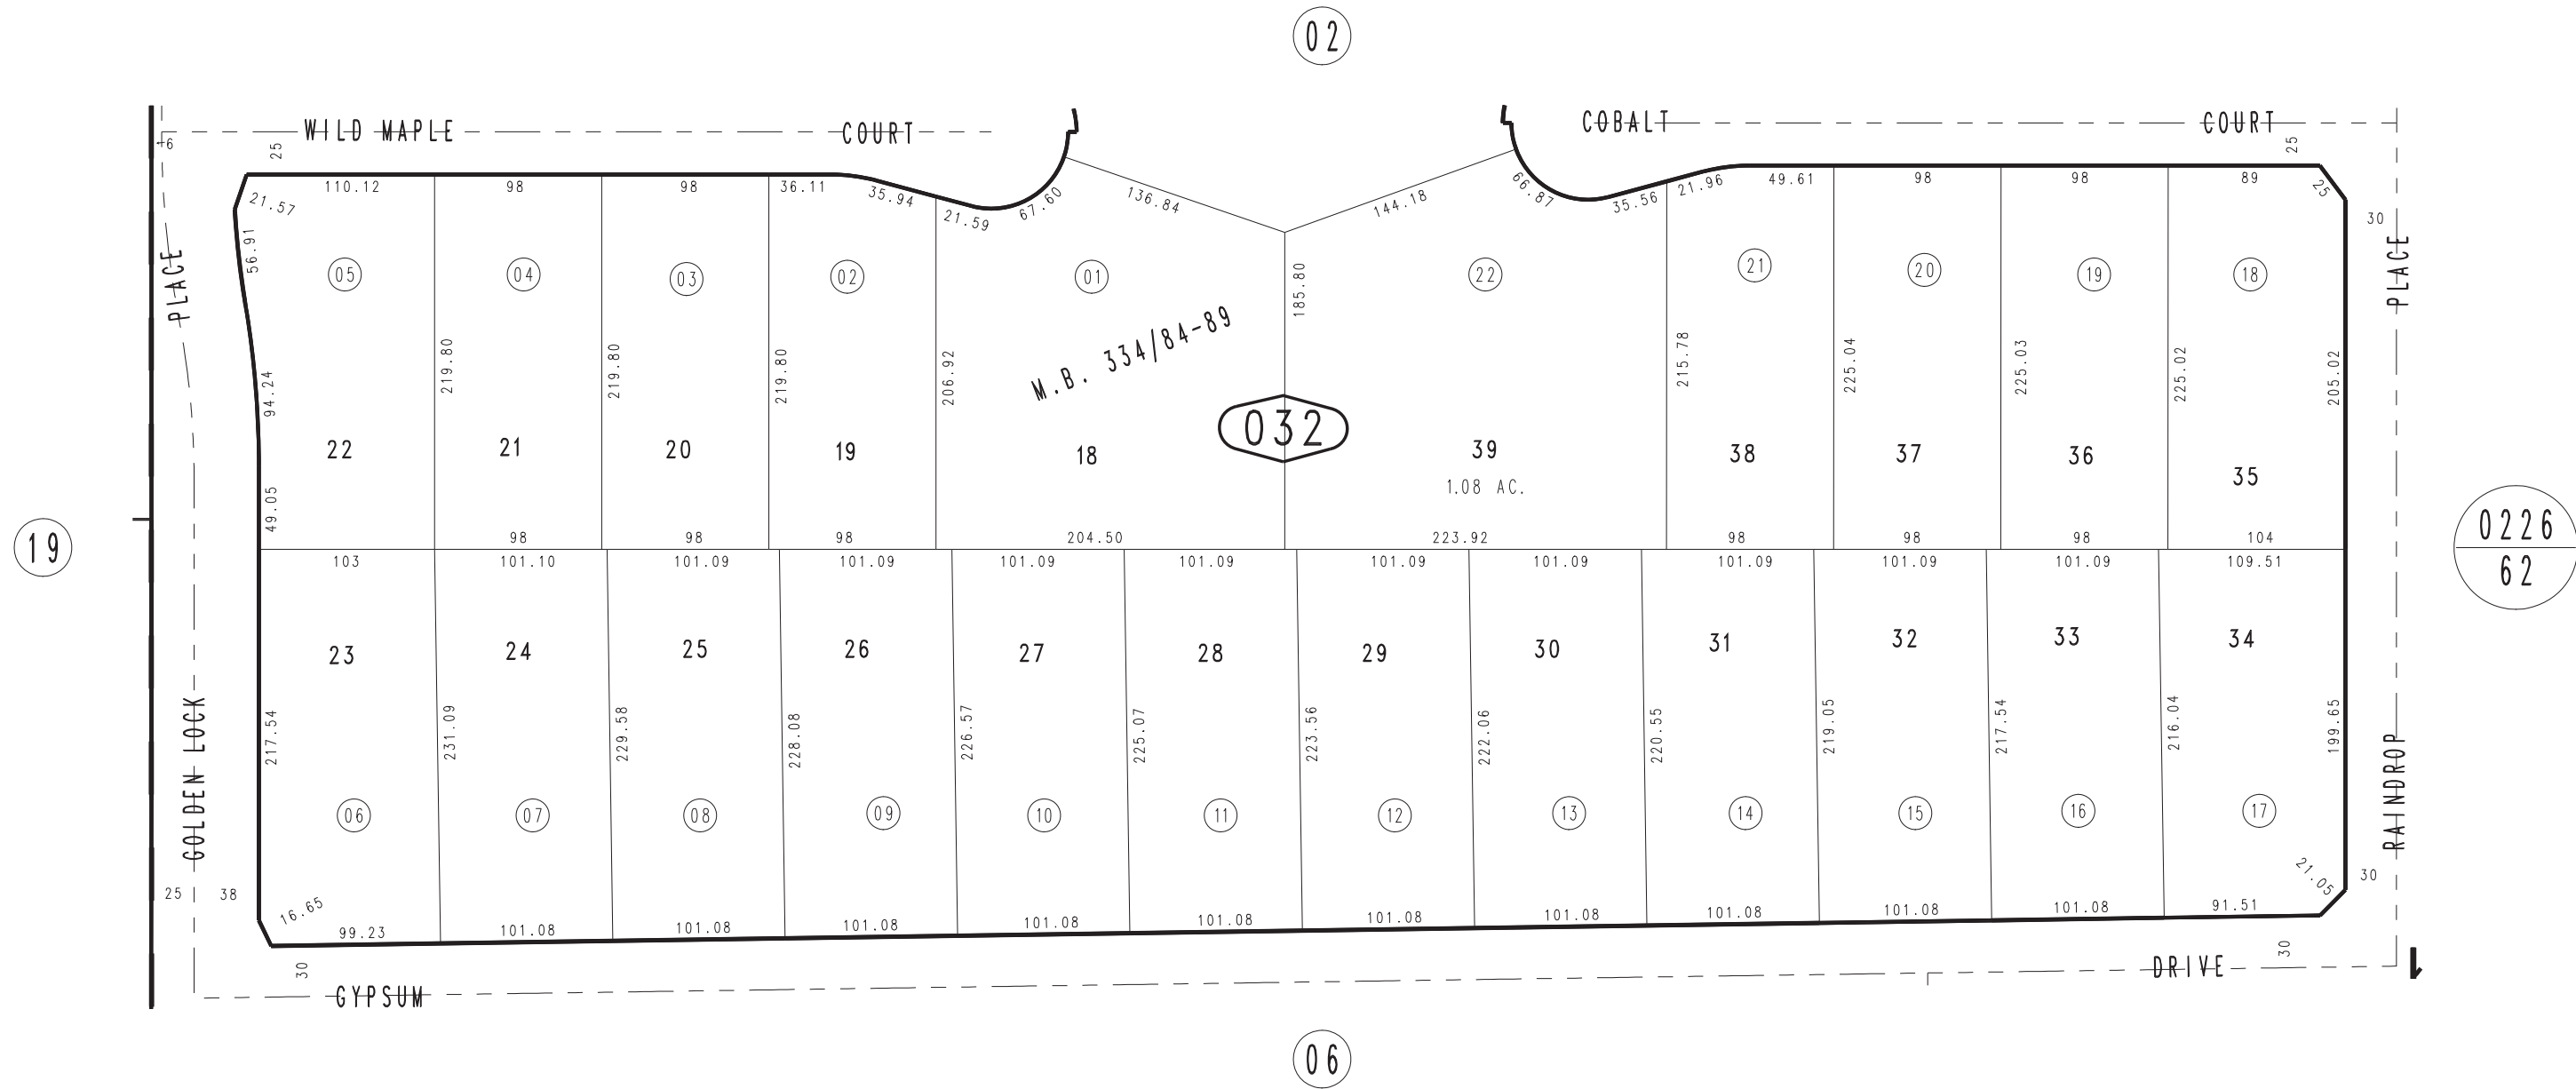 02
WILD MAPLE COURT
COBALT COURT
6
25
25
110.12 98 98 36.11 35.94 21.59 67.60 136.84
144.18 66.87 35.56 21.96 49.61 98 98 89 25
21.57
56.91
30
PLACE
PLACE
05 04 03 02 01 22 21 20 19 18
185.80
M.B. 334/84-89
94.24 219.80 219.80 219.80 206.92 215.78 225.04 225.03 225.02 205.02
032
22 21 20 19 18 39 38 37 36 35
1.08 AC.
49.05
98 98 98 204.50 223.92 98 98 98 104
19
0226
62
103 101.10 101.09 101.09 101.09 101.09 101.09 101.09 101.09 101.09 101.09 109.51
23 24 25 26 27 28 29 30 31 32 33 34
217.54 231.09 229.58 228.08 226.57 225.07 223.56 222.06 220.55 219.05 217.54 216.04 199.65
GOLDEN LOCK
RAINDROP
06 07 08 09 10 11 12 13 14 15 16 17
25 38
16.65
21.05
30
99.23 101.08 101.08 101.08 101.08 101.08 101.08 101.08 101.08 101.08 101.08 91.51
30
30
GYPSUM DRIVE
1
06